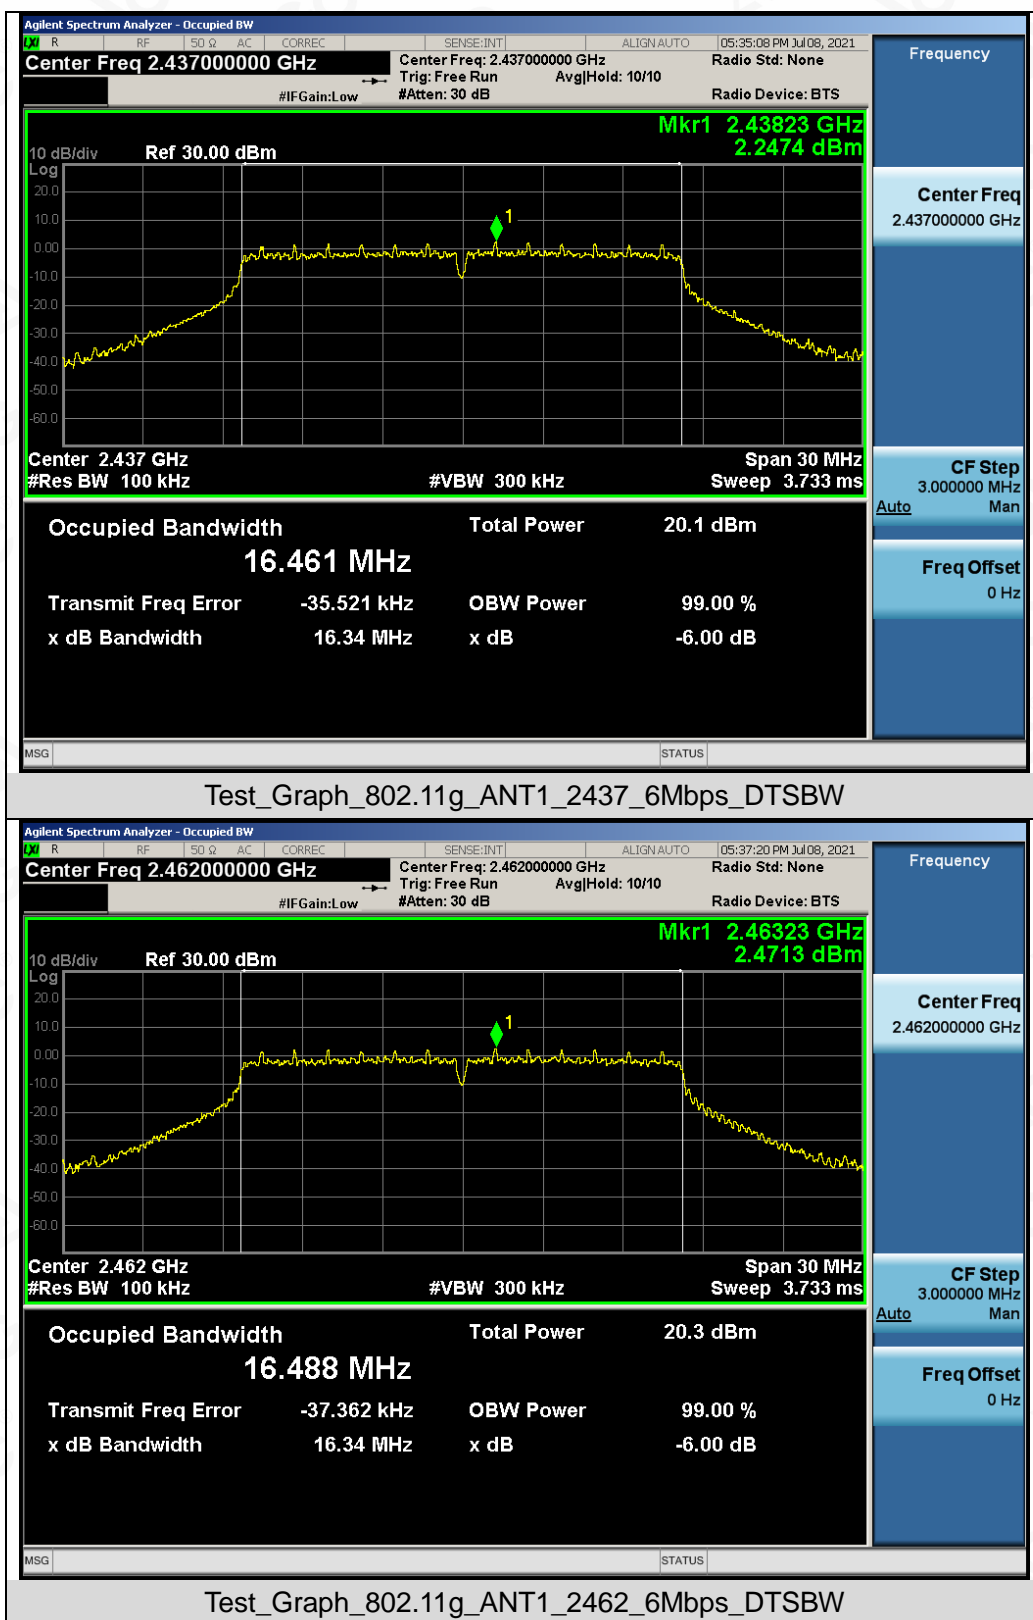 Agilent Spectrum Analyzer - Occupied BW
LXI R RF 50 Ω AC CORREC SENSE:INT ALIGN AUTO 05:35:08 PM Jul 08, 2021
Center Freq 2.437000000 GHz Center Freq: 2.437000000 GHz Radio Std: None Frequency
Trig: Free Run Avg|Hold: 10/10
#IFGain:Low #Atten: 30 dB Radio Device: BTS
Mkr1 2.43823 GHz
2.2474 dBm
10 dB/div Ref 30.00 dBm
Log
20.0
10.0
0.00
-10.0
-20.0
-30.0
-40.0
-50.0
-60.0
1
Center Freq
2.437000000 GHz
Center 2.437 GHz Span 30 MHz
#Res BW 100 kHz #VBW 300 kHz Sweep 3.733 ms
CF Step
3.000000 MHz
Auto Man
Freq Offset
0 Hz
Occupied Bandwidth Total Power 20.1 dBm
16.461 MHz
Transmit Freq Error -35.521 kHz OBW Power 99.00 %
x dB Bandwidth 16.34 MHz x dB -6.00 dB
MSG STATUS
Test_Graph_802.11g_ANT1_2437_6Mbps_DTSBW
Agilent Spectrum Analyzer - Occupied BW
LXI R RF 50 Ω AC CORREC SENSE:INT ALIGN AUTO 05:37:20 PM Jul 08, 2021
Center Freq 2.462000000 GHz Center Freq: 2.462000000 GHz Radio Std: None Frequency
Trig: Free Run Avg|Hold: 10/10
#IFGain:Low #Atten: 30 dB Radio Device: BTS
Mkr1 2.46323 GHz
2.4713 dBm
10 dB/div Ref 30.00 dBm
Log
20.0
10.0
0.00
-10.0
-20.0
-30.0
-40.0
-50.0
-60.0
1
Center Freq
2.462000000 GHz
Center 2.462 GHz Span 30 MHz
#Res BW 100 kHz #VBW 300 kHz Sweep 3.733 ms
CF Step
3.000000 MHz
Auto Man
Freq Offset
0 Hz
Occupied Bandwidth Total Power 20.3 dBm
16.488 MHz
Transmit Freq Error -37.362 kHz OBW Power 99.00 %
x dB Bandwidth 16.34 MHz x dB -6.00 dB
MSG STATUS
Test_Graph_802.11g_ANT1_2462_6Mbps_DTSBW